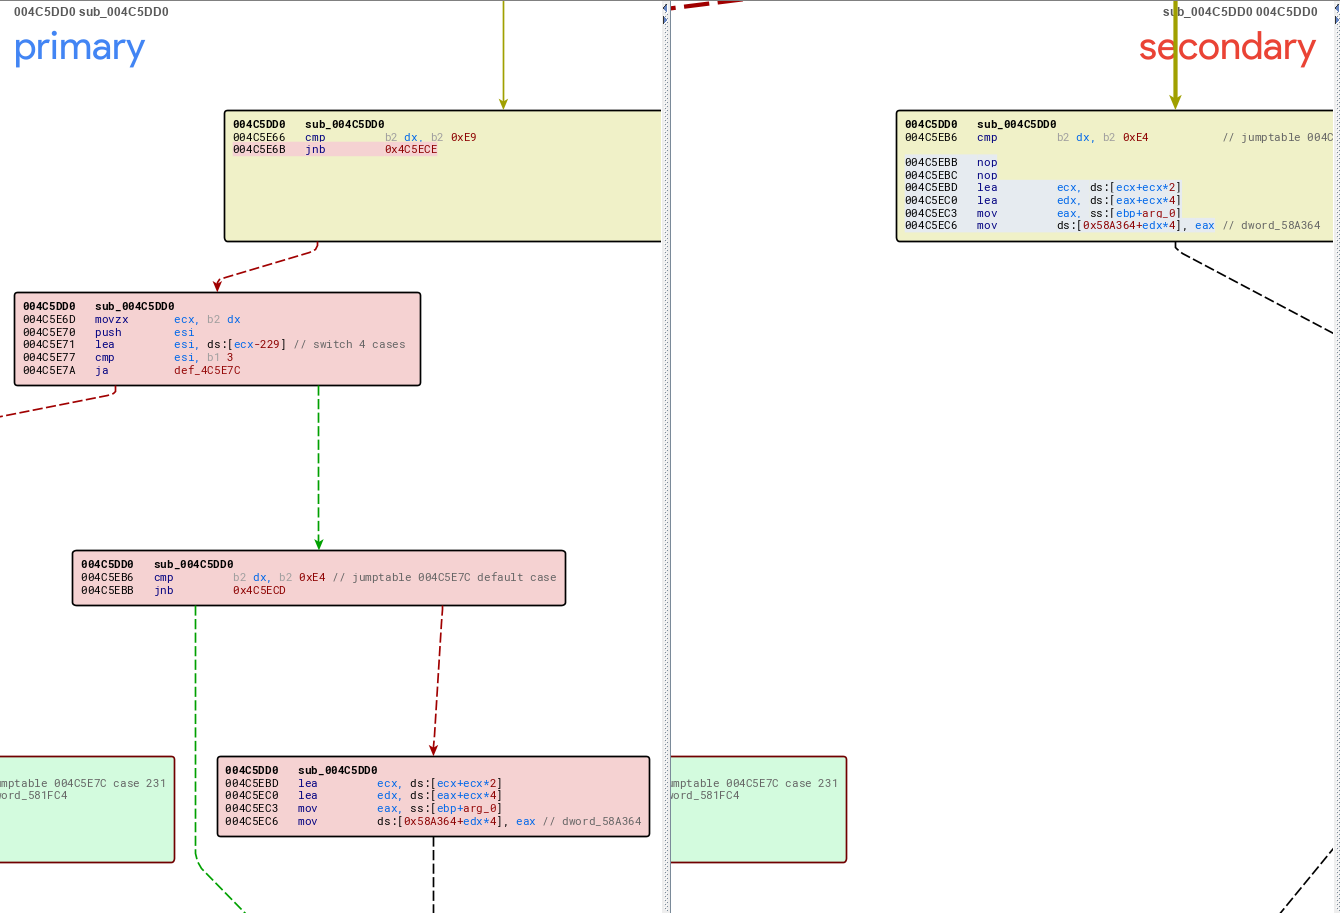 004C5DD0 sub_004C5DD0
primary
004C5DD0 sub_004C5DD0
004C5E66 cmp b2 dx, b2 0xE9
004C5E6B jnb 0x4C5ECE
004C5DD0 sub_004C5DD0
004C5E6D movzx ecx, b2 dx
004C5E70 push esi
004C5E71 lea esi, ds:[ecx-229] // switch 4 cases
004C5E77 cmp esi, b1 3
004C5E7A ja def_4C5E7C
004C5DD0 sub_004C5DD0
004C5EB6 cmp b2 dx, b2 0xE4 // jumptable 004C5E7C default case
004C5EBB jnb 0x4C5ECD
mptable 004C5E7C case 231
ord_581FC4
004C5DD0 sub_004C5DD0
004C5EBD lea ecx, ds:[ecx+ecx*2]
004C5EC0 lea edx, ds:[eax+ecx*4]
004C5EC3 mov eax, ss:[ebp+arg_0]
004C5EC6 mov ds:[0x58A364+edx*4], eax // dword_58A364
sub_004C5DD0 004C5DD0
secondary
004C5DD0 sub_004C5DD0
004C5EB6 cmp b2 dx, b2 0xE4 // jumptable 004C
004C5EBB nop
004C5EBC nop
004C5EBD lea ecx, ds:[ecx+ecx*2]
004C5EC0 lea edx, ds:[eax+ecx*4]
004C5EC3 mov eax, ss:[ebp+arg_0]
004C5EC6 mov ds:[0x58A364+edx*4], eax // dword_58A364
mptable 004C5E7C case 231
word_581FC4